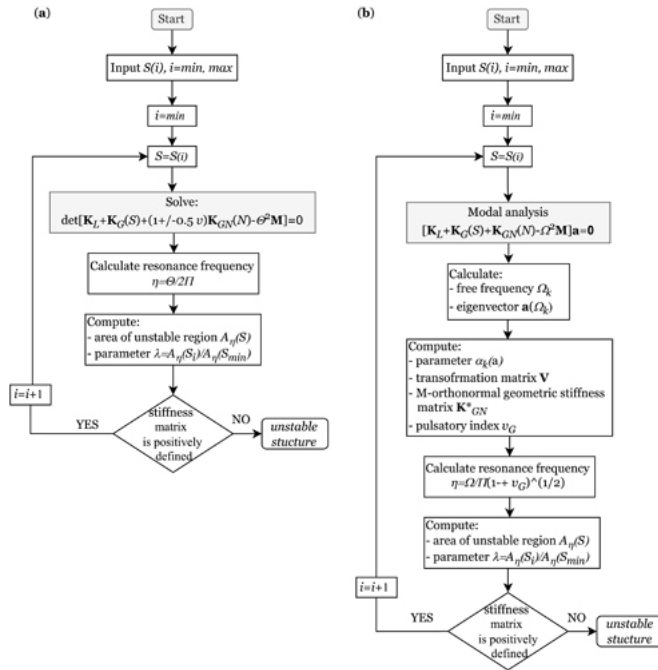 (a)
Start
Input S(i), i=min, max
i=min
S=S(i)
Solve:
det[K_L+K_G(S)+(1+/-0.5 υ)K_GN(N)-Θ²M]=0
Calculate resonance frequency
η=Θ/2Π
Compute:
- area of unstable region A_η(S)
- parameter λ=A_η(S_i)/A_η(S_min)
i=i+1
YES
stiffness
matrix
is positively
defined
NO
unstable
stucture
(b)
Start
Input S(i), i=min, max
i=min
S=S(i)
Modal analysis
[K_L+K_G(S)+K_GN(N)-Ω²M]a=0
Calculate:
- free frequency Ω_k
- eigenvector a(Ω_k)
Compute:
- parameter α_k(a)
- transofrmation matrix V
- M-orthonormal geometric stiffness
matrix K*_GN
- pulsatory index υ_G
Calculate resonance frequency
η=Ω/Π(1-+ υ_G)^(1/2)
Compute:
- area of unstable region A_η(S)
- parameter λ=A_η(S_i)/A_η(S_min)
i=i+1
YES
stiffness
matrix
is positively
defined
NO
unstable
stucture